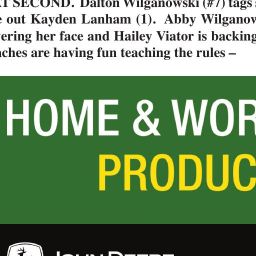 SECOND. Dalton Wilganowski (#7) tags
out Kayden Lanham (1). Abby Wilganow
ering her face and Hailey Viator is backing
ches are having fun teaching the rules –
HOME & WOR
PRODUC
JOHN DEERE